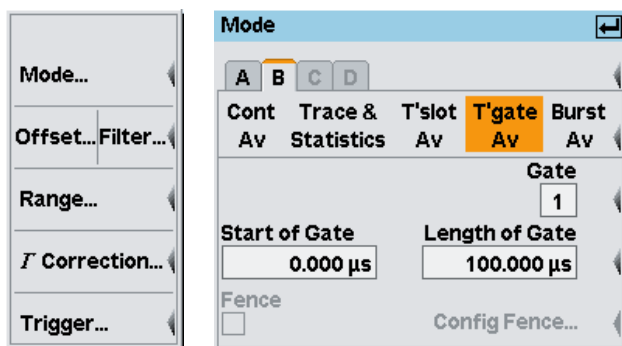 Mode...
Offset... Filter...
Range...
Γ Correction...
Trigger...
Mode
A B C D
Cont Av Trace & Statistics T'slot Av T'gate Av Burst Av
Gate
1
Start of Gate Length of Gate
0.000 µs 100.000 µs
Fence
Config Fence...